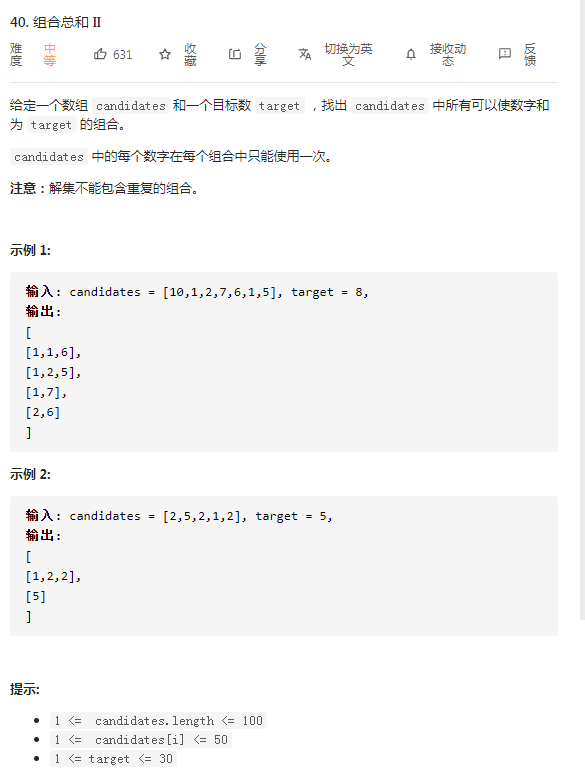 40. 组合总和 II
难度 中等 631 收藏 分享 切换为英文 接收动态 反馈
给定一个数组 candidates 和一个目标数 target ，找出 candidates 中所有可以使数字和
为 target 的组合。
candidates 中的每个数字在每个组合中只能使用一次。
注意：解集不能包含重复的组合。
示例 1:
输入: candidates = [10,1,2,7,6,1,5], target = 8,
输出:
[
[1,1,6],
[1,2,5],
[1,7],
[2,6]
]
示例 2:
输入: candidates = [2,5,2,1,2], target = 5,
输出:
[
[1,2,2],
[5]
]
提示:
1 <= candidates.length <= 100
1 <= candidates[i] <= 50
1 <= target <= 30